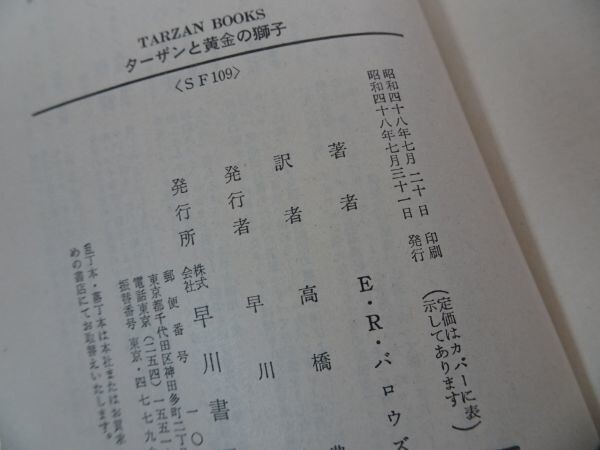 TARZAN BOOKS
ターザンと黄金の獅子
〈SF109〉
昭和四十八年七月二十日 印刷
昭和四十八年七月三十一日 発行
(定価はカバーに表
示してあります)
著者 E・R・バロウズ
訳者 高橋
発行者 早川
発行所 株式会社 早川書
郵便番号 一〇
東京都千代田区神田多町二丁
電話東京(二五四)一五五一
振替番号 東京・四七七九
乱丁本・落丁本は本社またはお買求
めの書店にてお取替えいたします。